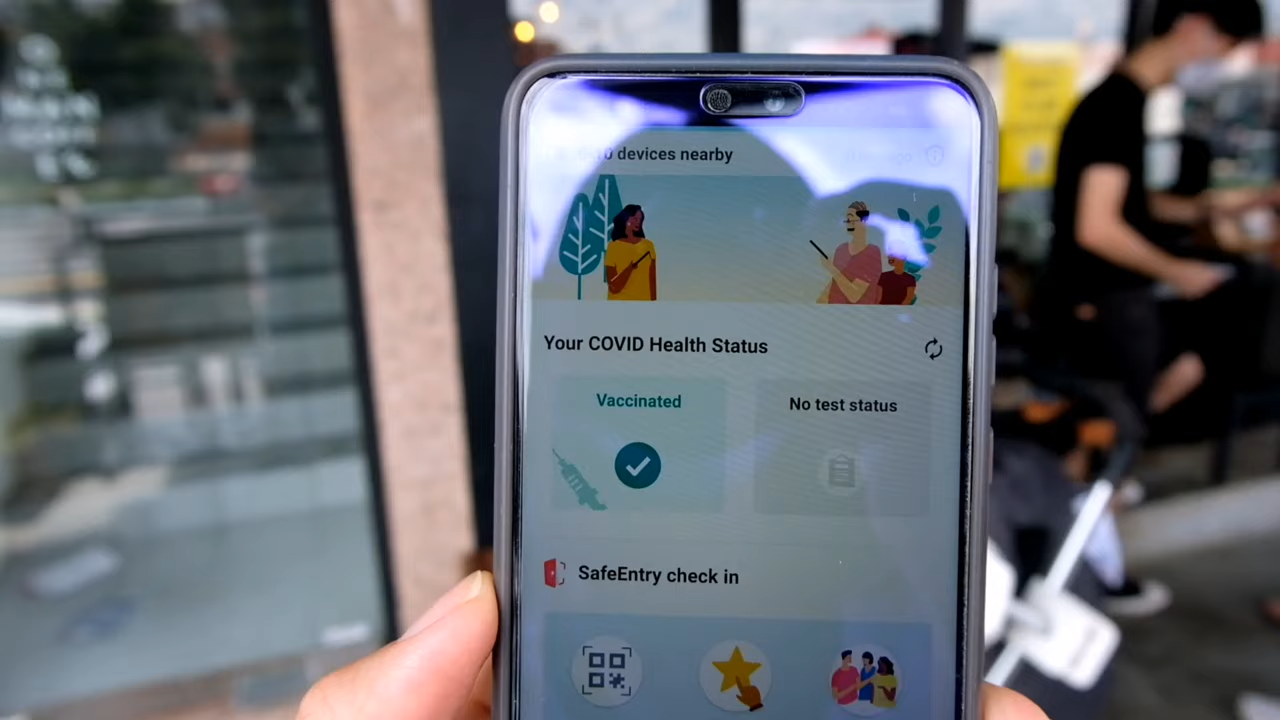 devices nearby
Your COVID Health Status
Vaccinated
No test status
SafeEntry check in